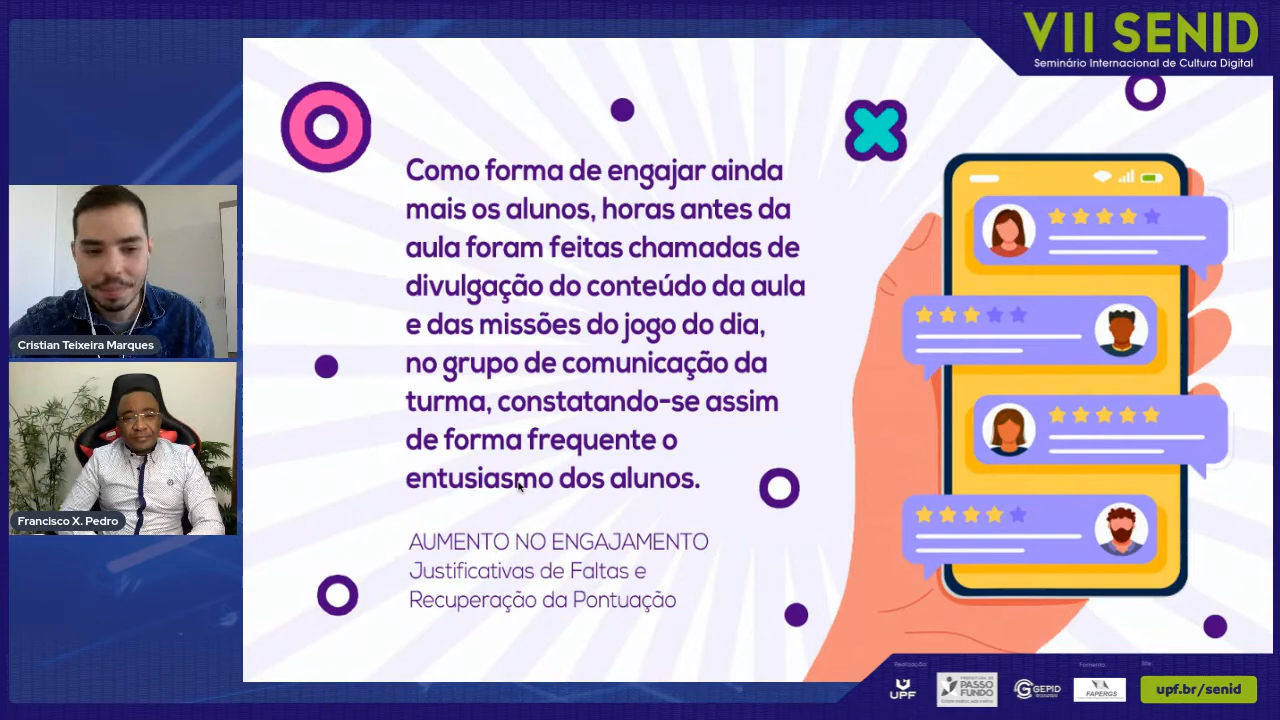 VII SENID
Seminário Internacional de Cultura Digital
Como forma de engajar ainda
mais os alunos, horas antes da
aula foram feitas chamadas de
divulgação do conteúdo da aula
e das missões do jogo do dia,
no grupo de comunicação da
turma, constatando-se assim
de forma frequente o
entusiasmo dos alunos.
AUMENTO NO ENGAJAMENTO
Justificativas de Faltas e
Recuperação da Pontuação
Cristian Teixeira Marques
Francisco X. Pedro
Realização:
UPF
PASSO
FUNDO
GEPID
Fomento:
FAPERGS
Site:
upf.br/senid